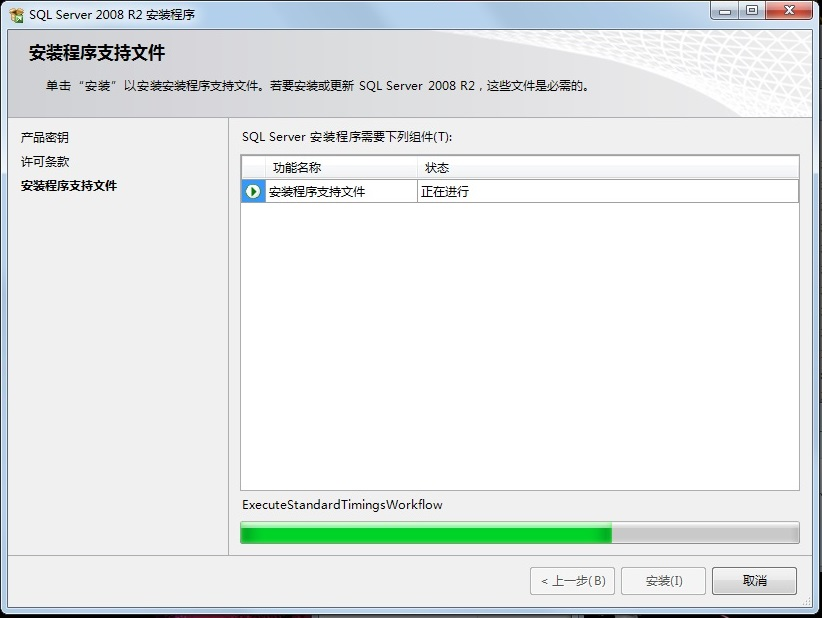 SQL Server 2008 R2 安装程序
安装程序支持文件
单击“安装”以安装安装程序支持文件。若要安装或更新 SQL Server 2008 R2，这些文件是必需的。
产品密钥
许可条款
安装程序支持文件
SQL Server 安装程序需要下列组件(T):
功能名称 状态
安装程序支持文件 正在进行
ExecuteStandardTimingsWorkflow
< 上一步(B) 安装(I) 取消